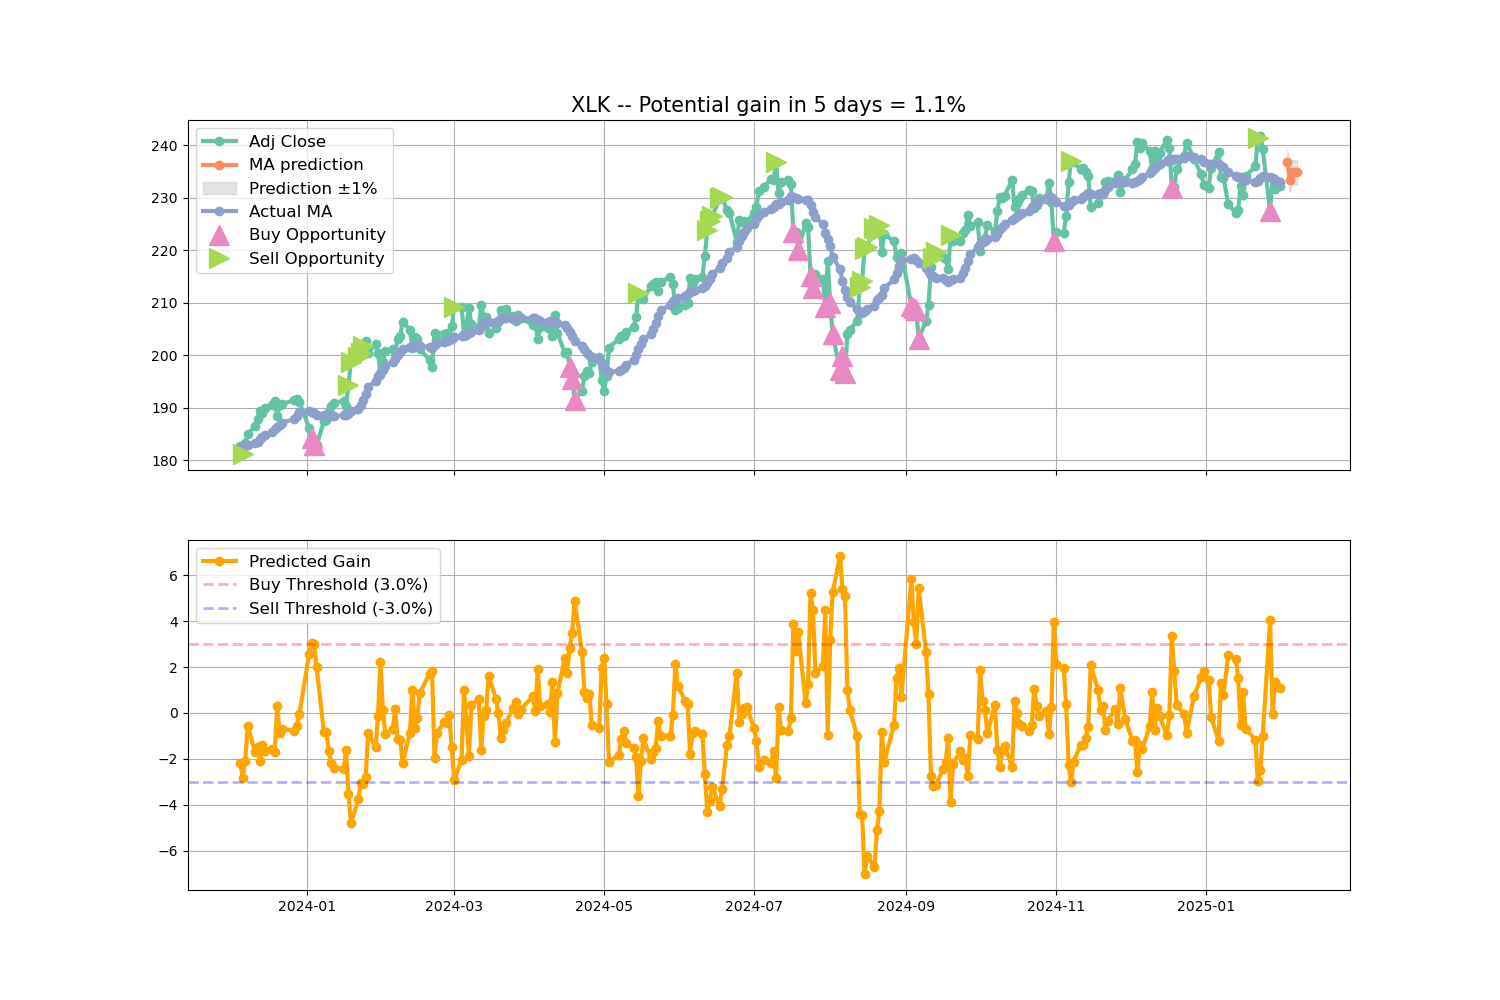 XLK -- Potential gain in 5 days = 1.1%
240
230
220
210
200
190
180
Adj Close
MA prediction
Prediction ±1%
Actual MA
Buy Opportunity
Sell Opportunity
6
4
2
0
−2
−4
−6
Predicted Gain
Buy Threshold (3.0%)
Sell Threshold (-3.0%)
2024-01
2024-03
2024-05
2024-07
2024-09
2024-11
2025-01